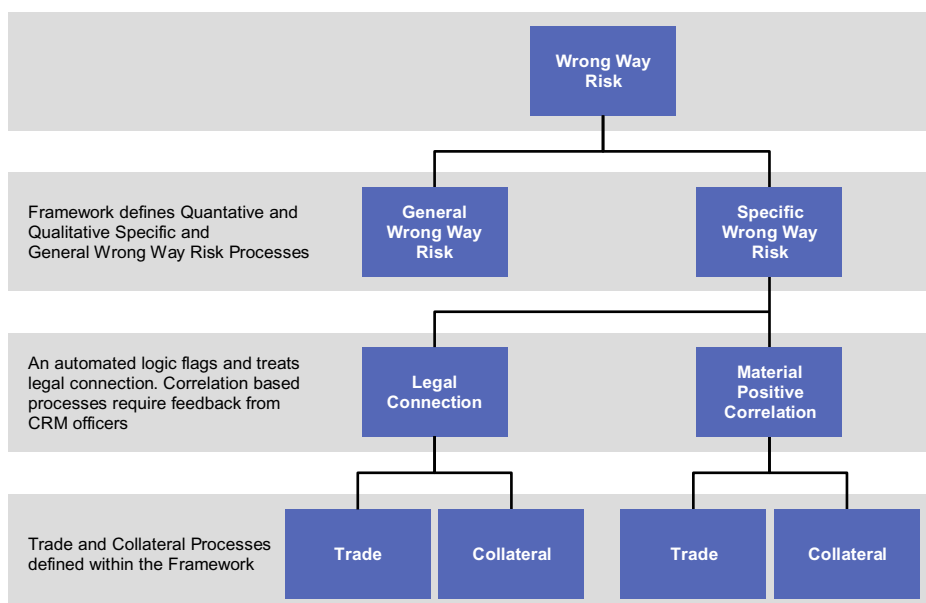 Wrong Way
Risk
Framework defines Quantative and
Qualitative Specific and
General Wrong Way Risk Processes
General
Wrong Way
Risk
Specific
Wrong Way
Risk
An automated logic flags and treats
legal connection. Correlation based
processes require feedback from
CRM officers
Legal
Connection
Material
Positive
Correlation
Trade and Collateral Processes
defined within the Framework
Trade
Collateral
Trade
Collateral